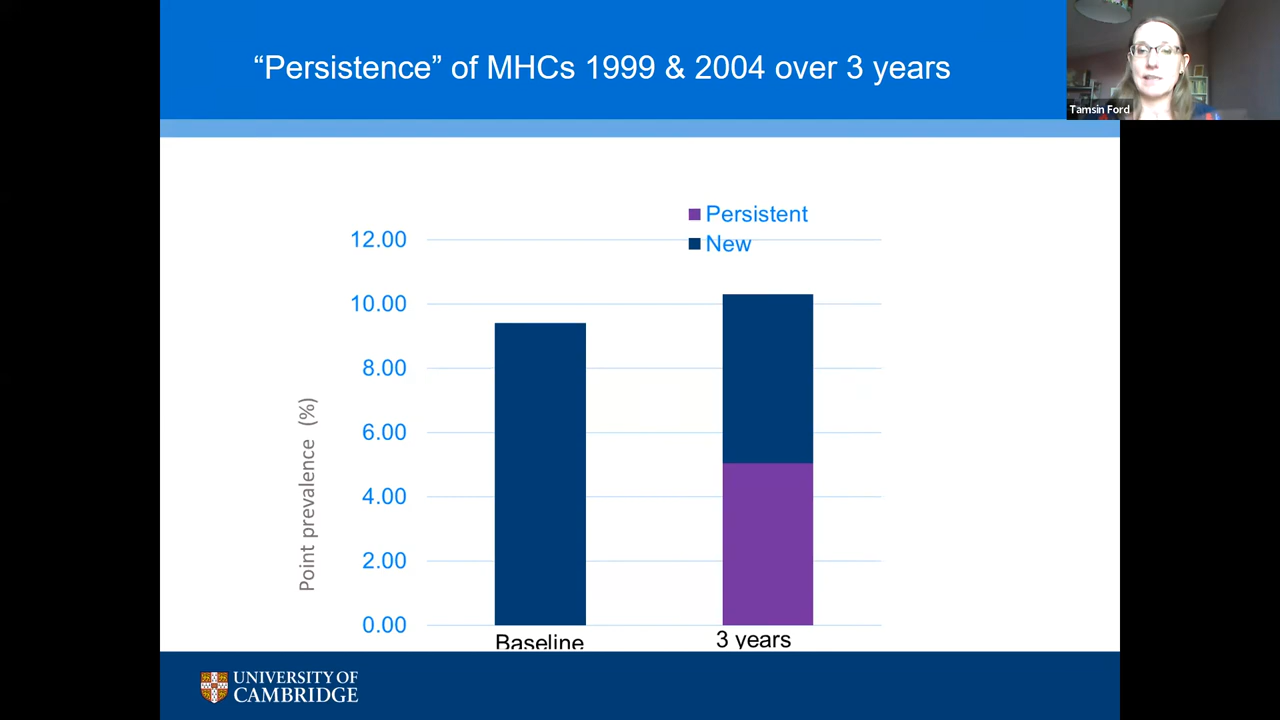 “Persistence” of MHCs 1999 & 2004 over 3 years
Tamsin Ford
Persistent
New
12.00
10.00
8.00
6.00
4.00
2.00
0.00
Point prevalence (%)
Baseline
3 years
UNIVERSITY OF
CAMBRIDGE